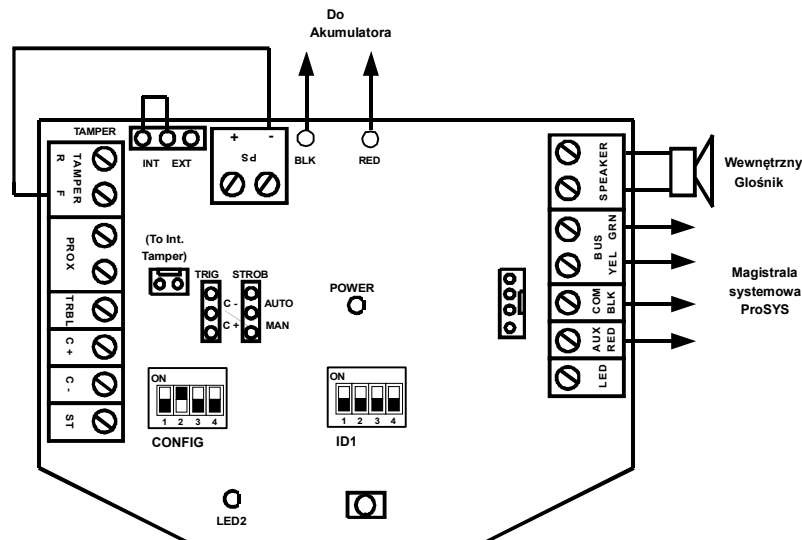 Do
Akumulatora
TAMPER
INT EXT
+ -
PS
BLK
RED
TAMPER
R F
PROX
TRBL
C +
C -
ST
(To Int.
Tamper)
TRIG STROB
C - AUTO
C + MAN
POWER
ON
1 2 3 4
CONFIG
ON
1 2 3 4
ID1
LED2
SPEAKER
BUS
YEL GRN
COM
BLK
AUX
RED
LED
Wewnętrzny
Glośnik
Magistrala
systemowa
ProSYS